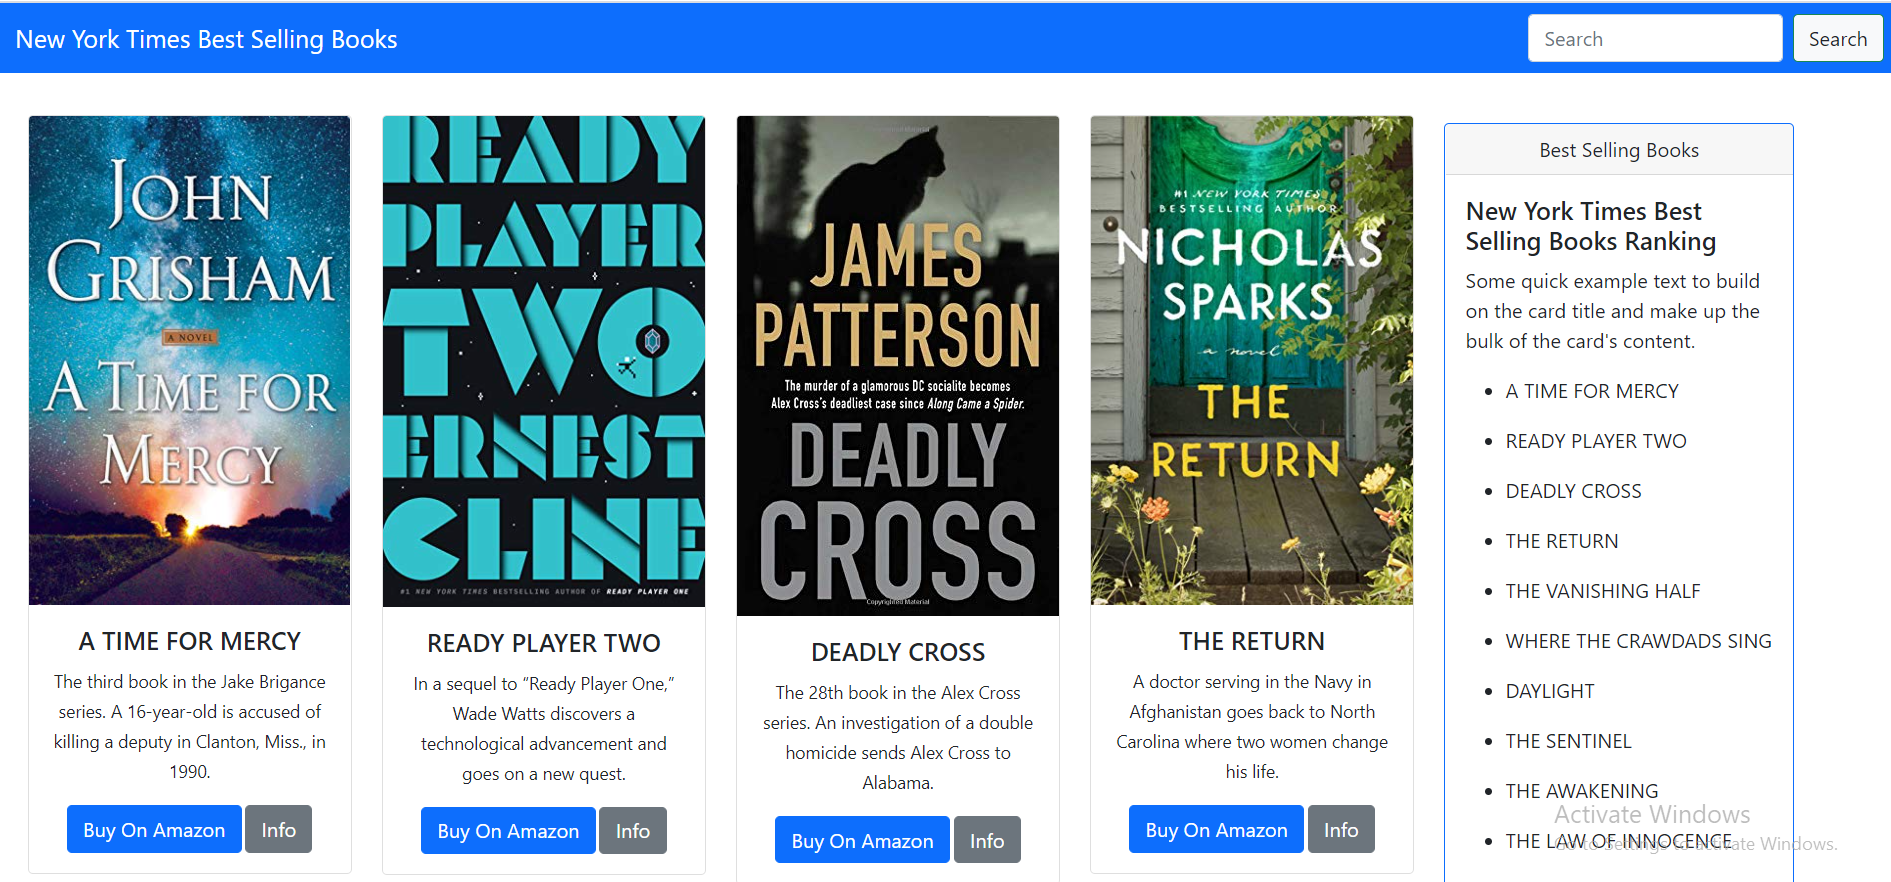 New York Times Best Selling Books
Search
Search
JOHN
GRISHAM
A NOVEL
A TIME FOR
MERCY
A TIME FOR MERCY
The third book in the Jake Brigance
series. A 16-year-old is accused of
killing a deputy in Clanton, Miss., in
1990.
Buy On Amazon
Info
READY
PLAYER
TWO
ERNEST
CLINE
#1 NEW YORK TIMES BESTSELLING AUTHOR OF READY PLAYER ONE
READY PLAYER TWO
In a sequel to “Ready Player One,”
Wade Watts discovers a
technological advancement and
goes on a new quest.
Buy On Amazon
Info
JAMES
PATTERSON
The murder of a glamorous DC socialite becomes
Alex Cross's deadliest case since Along Came a Spider.
DEADLY
CROSS
Copyrighted Material
DEADLY CROSS
The 28th book in the Alex Cross
series. An investigation of a double
homicide sends Alex Cross to
Alabama.
Buy On Amazon
Info
#1 NEW YORK TIMES
BESTSELLING AUTHOR
NICHOLAS
SPARKS
a novel
THE
RETURN
THE RETURN
A doctor serving in the Navy in
Afghanistan goes back to North
Carolina where two women change
his life.
Buy On Amazon
Info
Best Selling Books
New York Times Best
Selling Books Ranking
Some quick example text to build
on the card title and make up the
bulk of the card's content.
A TIME FOR MERCY
READY PLAYER TWO
DEADLY CROSS
THE RETURN
THE VANISHING HALF
WHERE THE CRAWDADS SING
DAYLIGHT
THE SENTINEL
THE AWAKENING
THE LAW OF INNOCENCE
Activate Windows
Go to Settings to activate Windows.